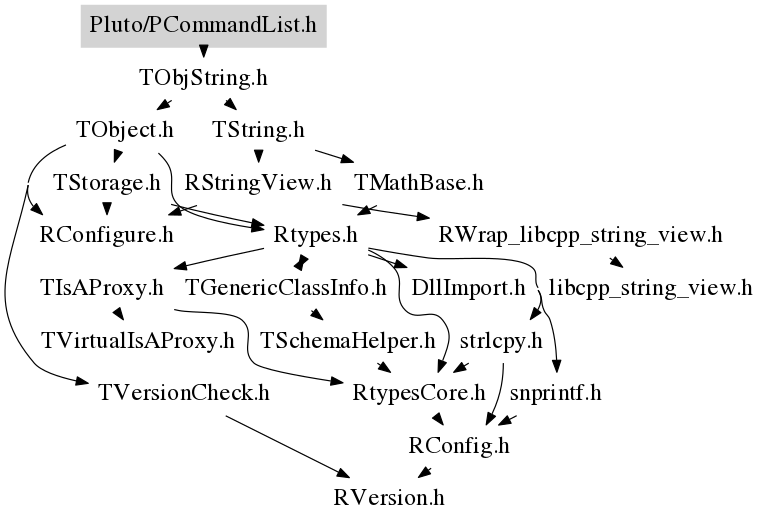 Pluto/PCommandList.h
TObjString.h
TObject.h
TString.h
TStorage.h
RStringView.h
TMathBase.h
RConfigure.h
Rtypes.h
RWrap_libcpp_string_view.h
TIsAProxy.h
TGenericClassInfo.h
DllImport.h
libcpp_string_view.h
TVirtualIsAProxy.h
TSchemaHelper.h
strlcpy.h
TVersionCheck.h
RtypesCore.h
snprintf.h
RConfig.h
RVersion.h